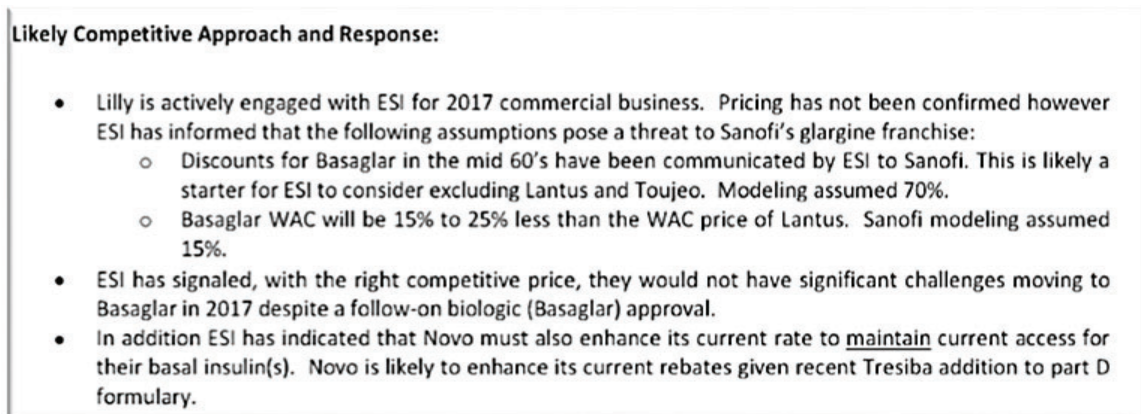 Likely Competitive Approach and Response:
• Lilly is actively engaged with ESI for 2017 commercial business. Pricing has not been confirmed however
ESI has informed that the following assumptions pose a threat to Sanofi's glargine franchise:
o Discounts for Basaglar in the mid 60's have been communicated by ESI to Sanofi. This is likely a
starter for ESI to consider excluding Lantus and Toujeo. Modeling assumed 70%.
o Basaglar WAC will be 15% to 25% less than the WAC price of Lantus. Sanofi modeling assumed
15%.
• ESI has signaled, with the right competitive price, they would not have significant challenges moving to
Basaglar in 2017 despite a follow-on biologic (Basaglar) approval.
• In addition ESI has indicated that Novo must also enhance its current rate to maintain current access for
their basal insulin(s). Novo is likely to enhance its current rebates given recent Tresiba addition to part D
formulary.